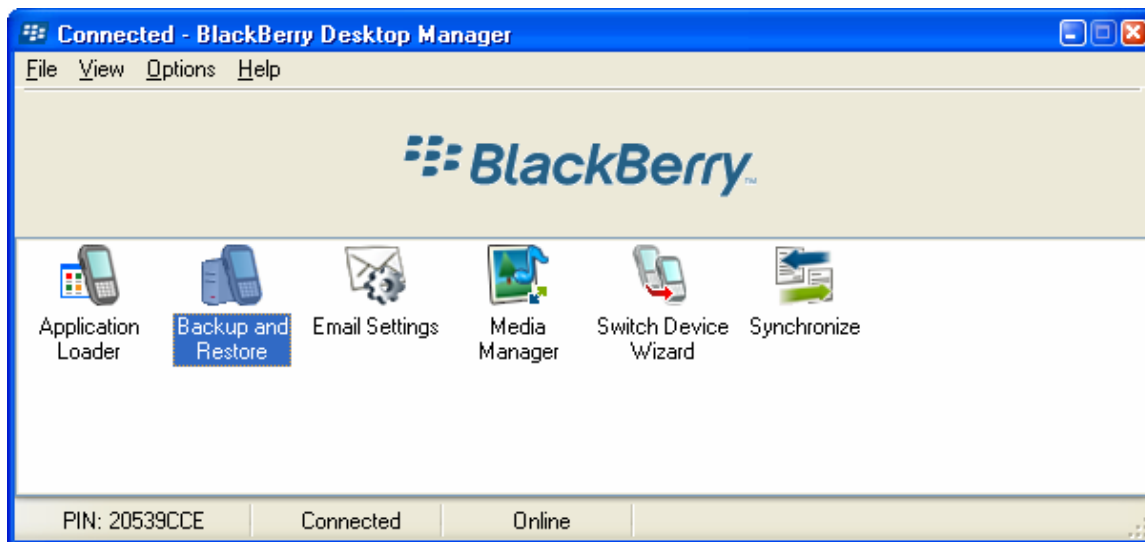 Connected - BlackBerry Desktop Manager
File View Options Help
BlackBerry™
Application Loader
Backup and Restore
Email Settings
Media Manager
Switch Device Wizard
Synchronize
PIN: 20539CCE Connected Online